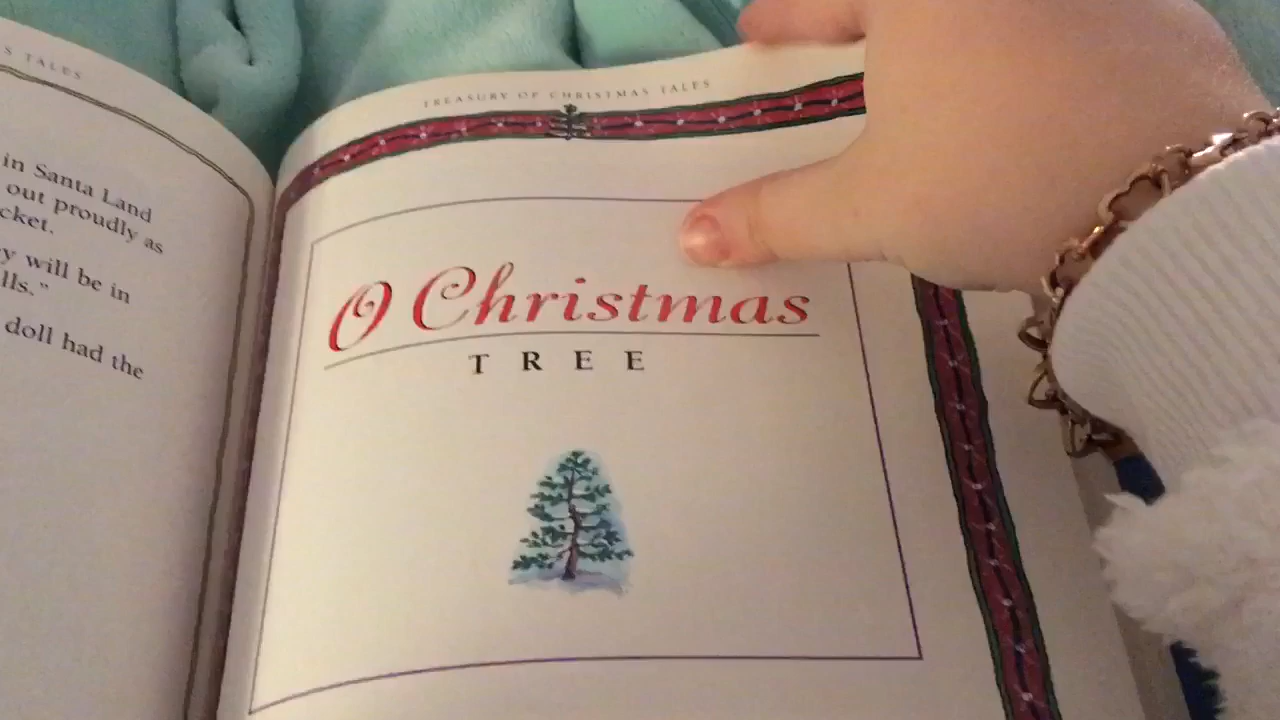 S TALES
in Santa Land
out proudly as
cket.
y will be in
lls."
doll had the
TREASURY OF CHRISTMAS TALES
O Christmas
TREE